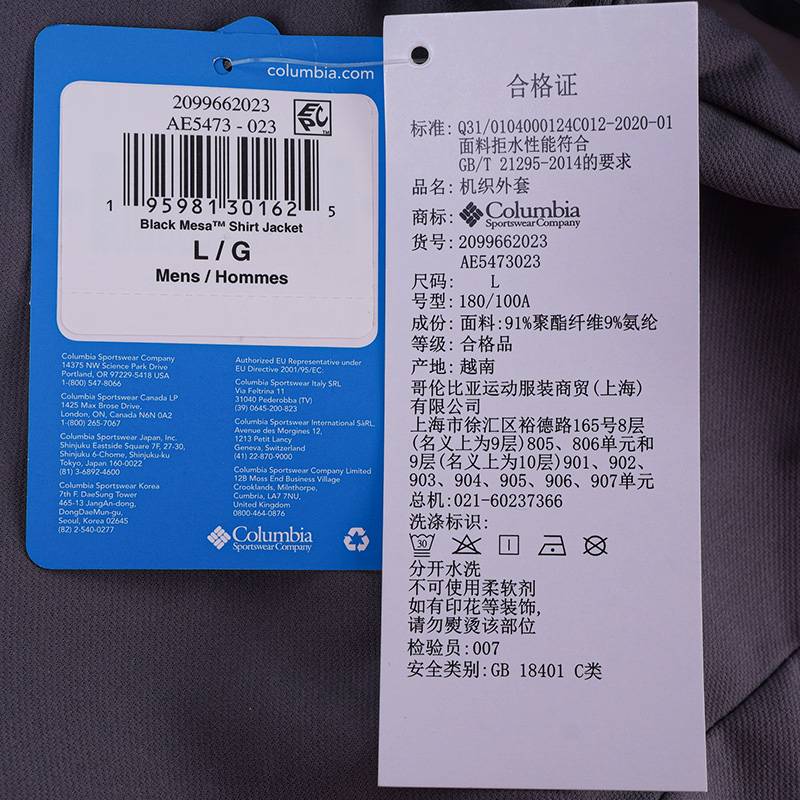 columbia.com
2099662023
AE5473 - 023
EPC
TM
1 95981 30162 5
Black Mesa™ Shirt Jacket
L / G
Mens / Hommes
Columbia Sportswear Company
14375 NW Science Park Drive
Portland, OR 97229-5418 USA
1-(800) 547-8066
Columbia Sportswear Canada LP
1425 Max Brose Drive,
London, ON, Canada N6N 0A2
1-(800) 265-7067
Columbia Sportswear Japan, Inc.
Shinjuku Eastside Square 7F, 27-30,
Shinjuku 6-Chome, Shinjuku-ku
Tokyo, Japan 160-0022
(81) 3-6892-4600
Columbia Sportswear Korea
7th F. DaeSung Tower
465-13 JangDong-do,
DongDaeMun-gu,
Seoul, Korea 02645
(82) 2-540-0277
Authorized EU Representative under
EU Directive 2001/95/EC:
Columbia Sportswear Italy SRL
Via Feltrina 11
31040 Pederobba (TV)
(39) 0645-200-823
Columbia Sportswear International SàRL
Avenue des Morgines 12,
1213 Petit Lancy
Geneva, Switzerland
(41) 22-870-9000
Columbia Sportswear Company Limited
12B Moss End Business Village
Crooklands, Milnthorpe,
Cumbria, LA7 7NU,
United Kingdom
0800-464-0876
Columbia
Sportswear Company
合格证
标准: Q31/0104000124C012-2020-01
面料拒水性能符合
GB/T 21295-2014的要求
品名: 机织外套
商标: Columbia
Sportswear Company
货号: 2099662023
AE5473023
尺码: L
号型: 180/100A
成份: 面料:91%聚酯纤维9%氨纶
等级: 合格品
产地: 越南
哥伦比亚运动服装商贸(上海)
有限公司
上海市徐汇区裕德路165号8层
(名义上为9层)805、806单元和
9层(名义上为10层)901、902、
903、904、905、906、907单元
总机:021-60237366
洗涤标识:
30
分开水洗
不可使用柔软剂
如有印花等装饰,
请勿熨烫该部位
检验员:007
安全类别:GB 18401 C类